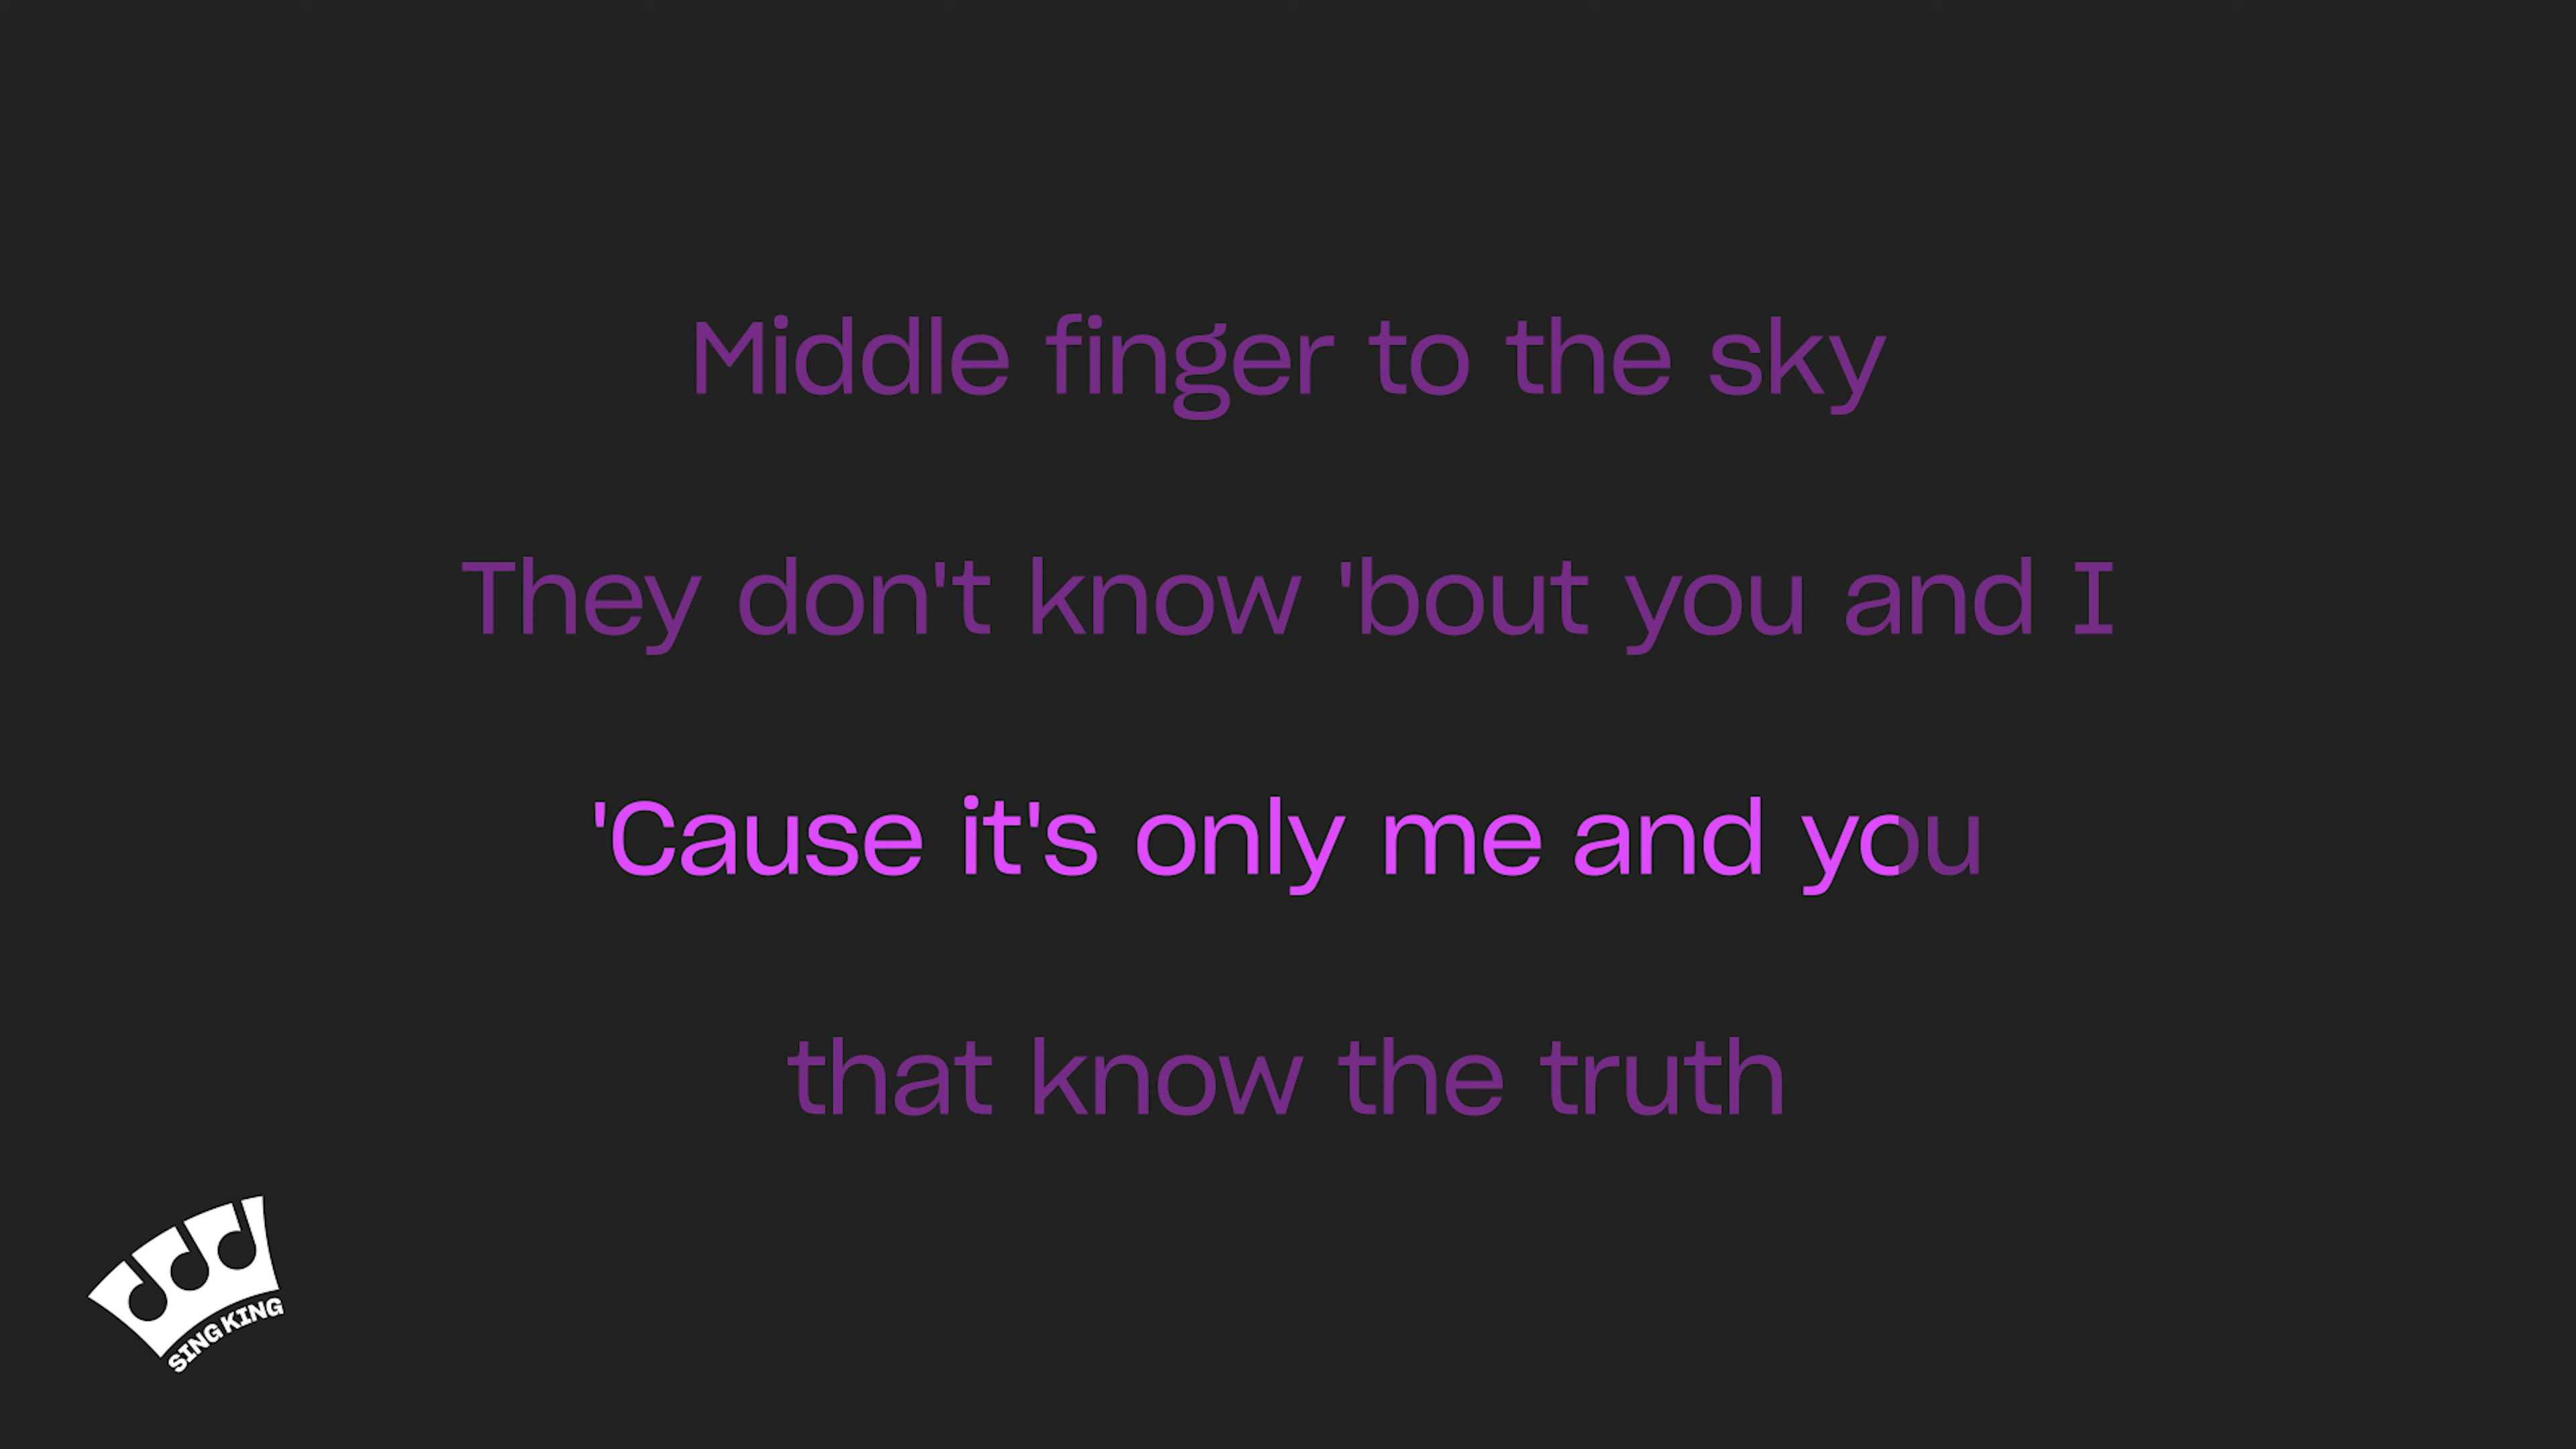 Middle finger to the sky
They don't know 'bout you and I
'Cause it's only me and you
that know the truth
SING KING